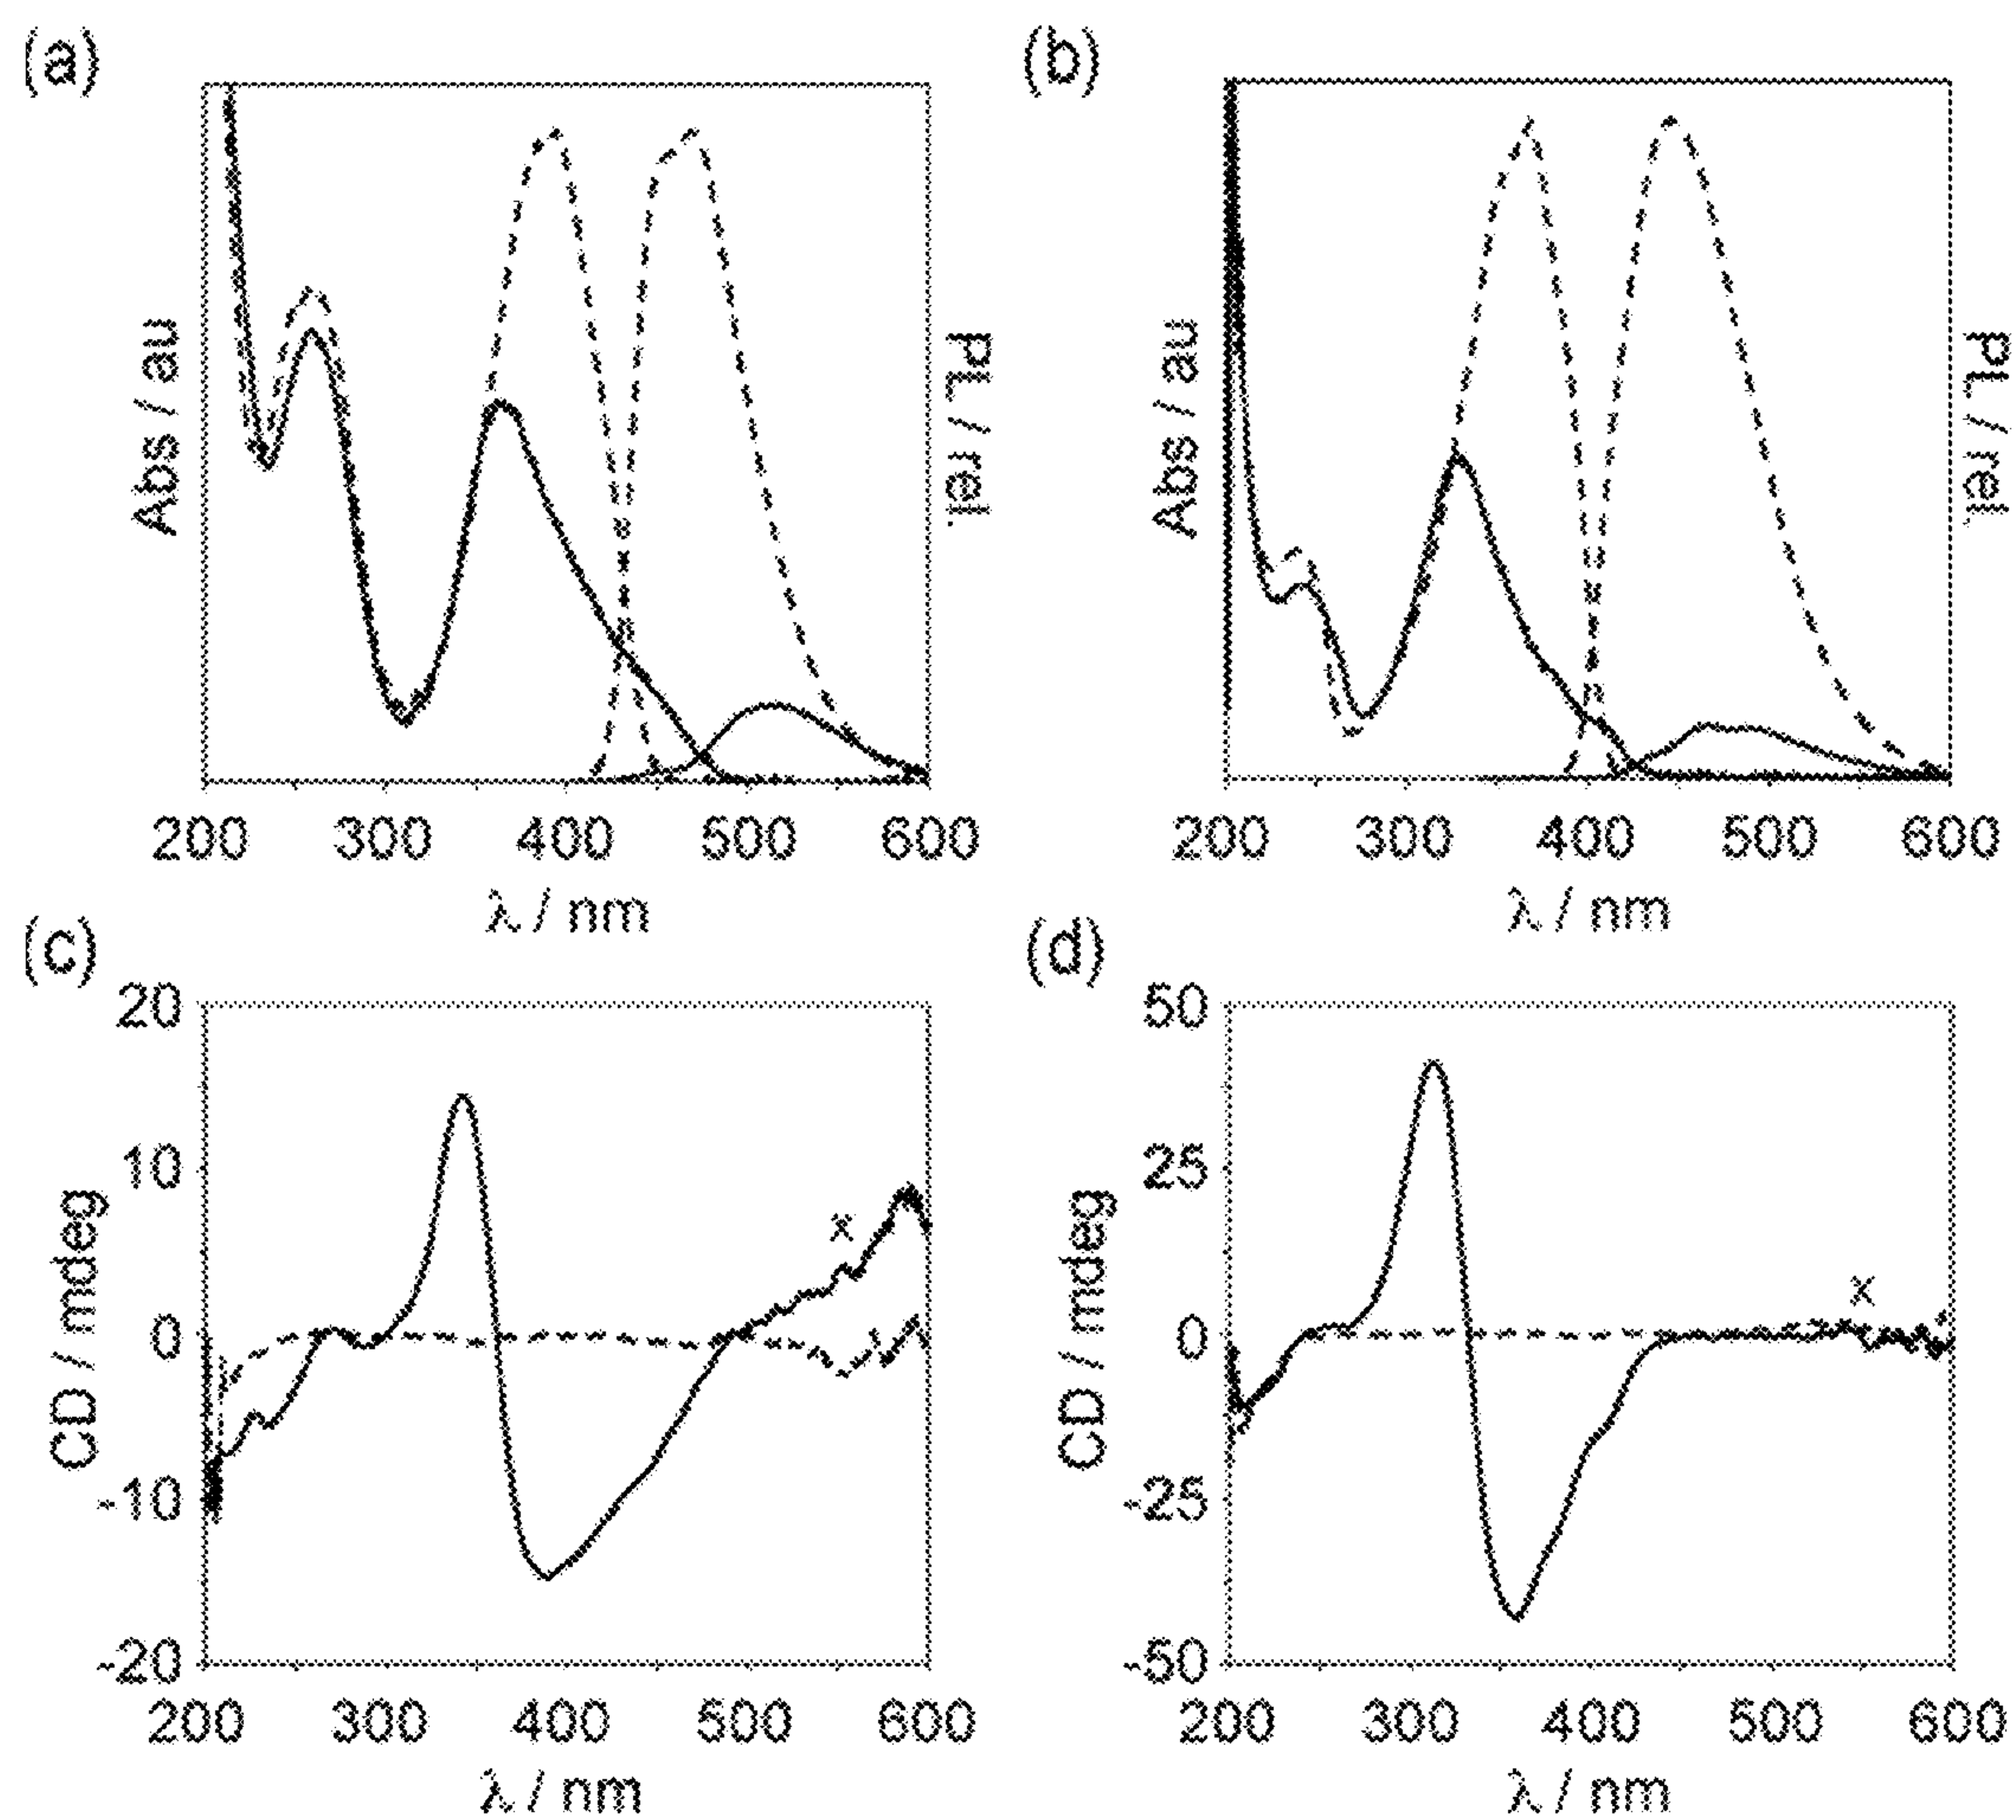 (a)
(b)
Abs / au
PL / rel.
Abs / au
PL / rel.
200 300 400 500 600
200 300 400 500 600
λ / nm
λ / nm
(c)
(d)
20
10
0
-10
-20
CD / mdeg
x
50
25
0
-25
-50
CD / mdeg
x
200 300 400 500 600
200 300 400 500 600
λ / nm
λ / nm